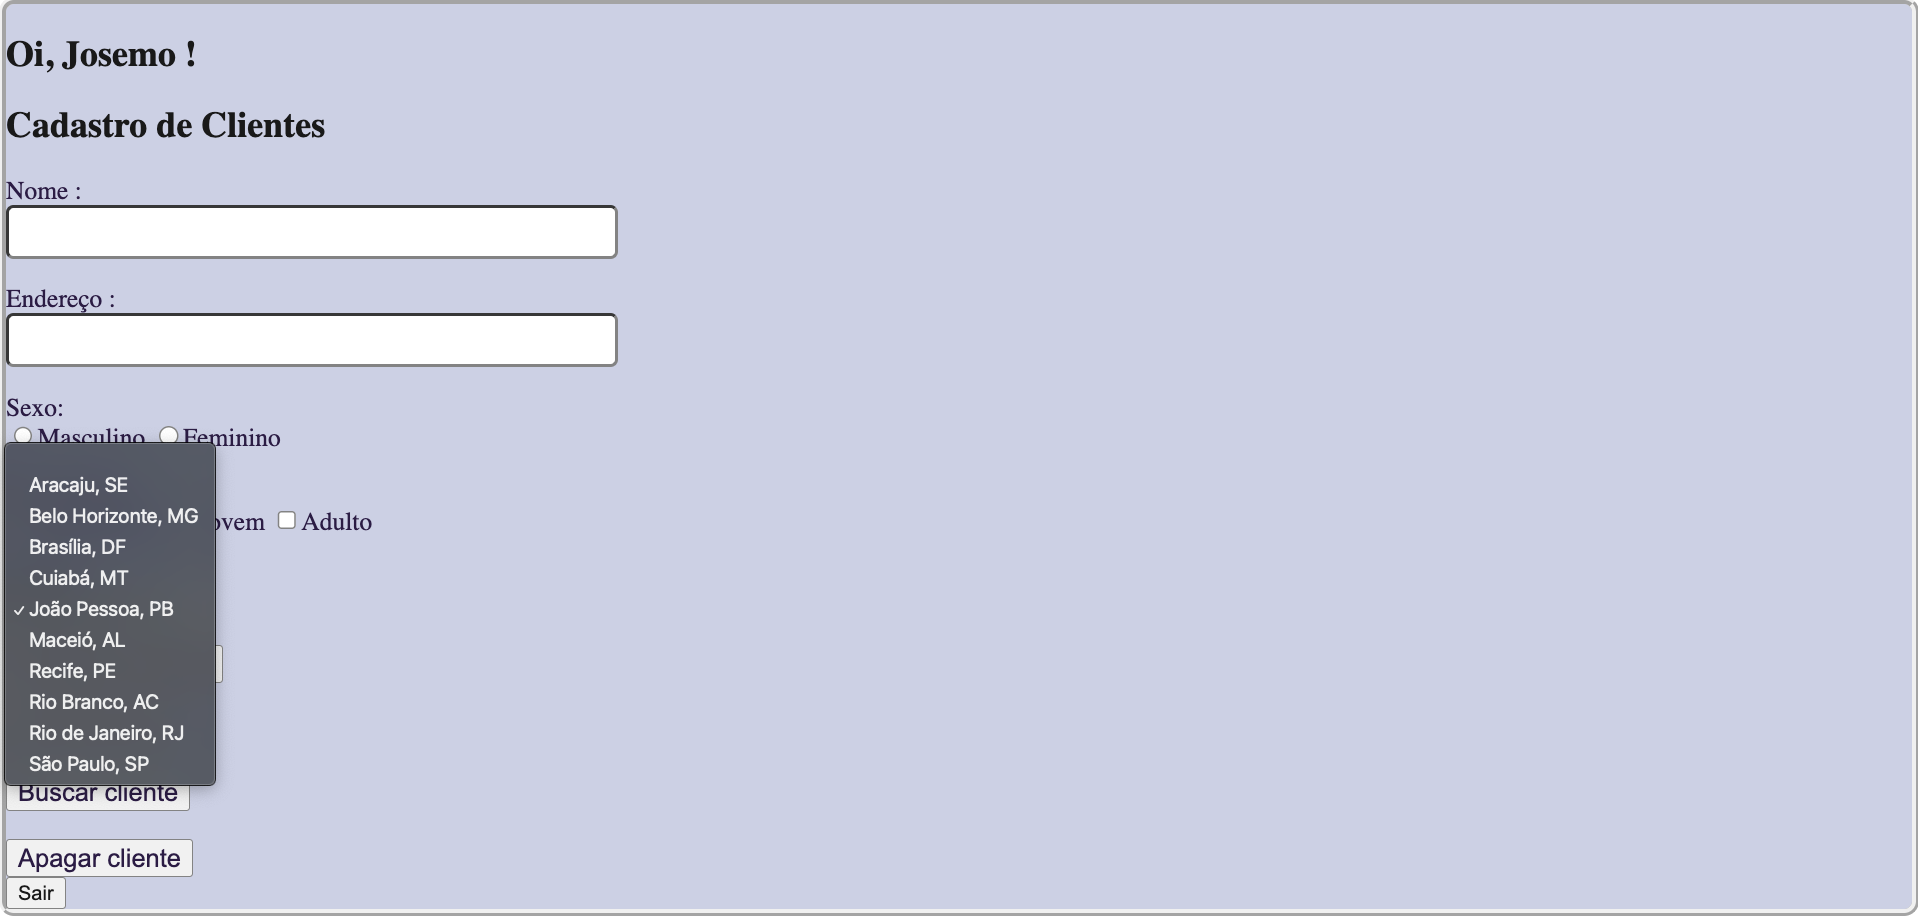 Oi, Josemo !
Cadastro de Clientes
Nome :
Endereço :
Sexo:
Masculino Feminino
Aracaju, SE
Belo Horizonte, MG
Adulto
Brasília, DF
Cuiabá, MT
✓ João Pessoa, PB
Maceió, AL
Recife, PE
Rio Branco, AC
Rio de Janeiro, RJ
São Paulo, SP
Buscar cliente
Apagar cliente
Sair